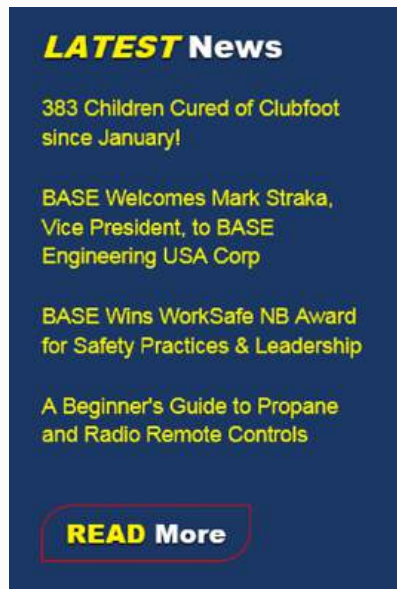 LATEST News
383 Children Cured of Clubfoot
since January!
BASE Welcomes Mark Straka,
Vice President, to BASE
Engineering USA Corp
BASE Wins WorkSafe NB Award
for Safety Practices & Leadership
A Beginner's Guide to Propane
and Radio Remote Controls
READ More